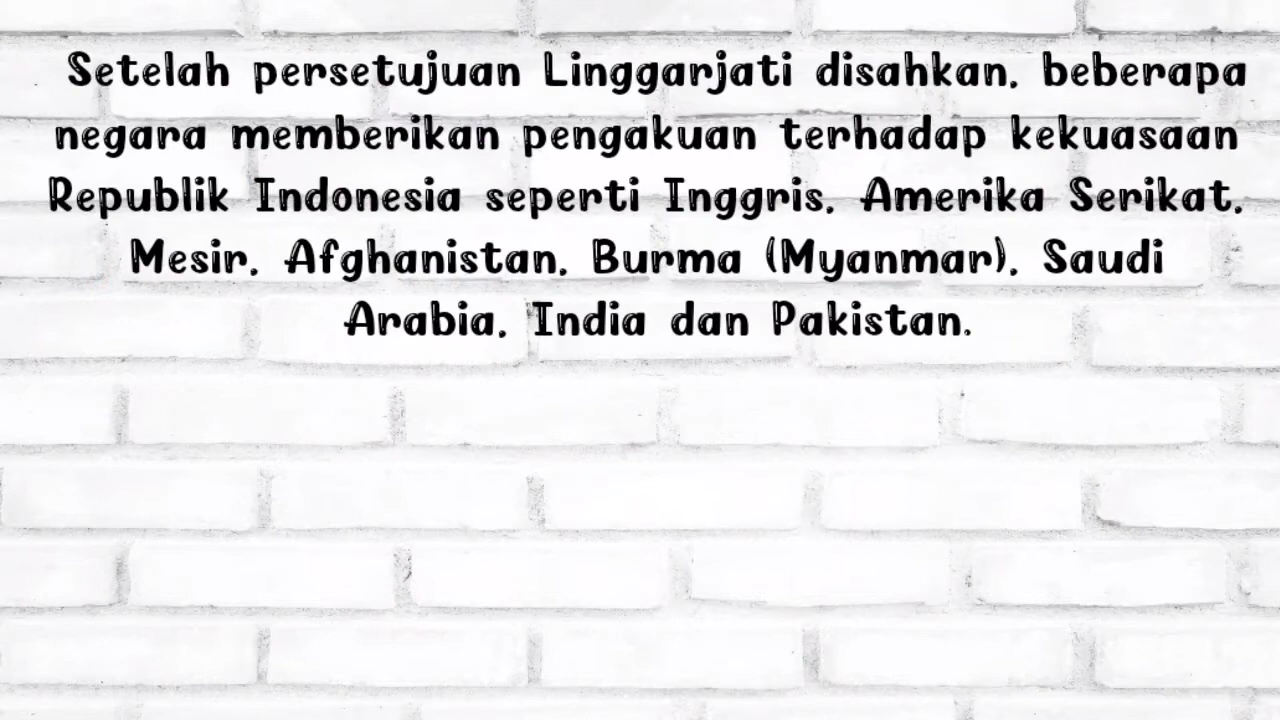 Setelah persetujuan Linggarjati disahkan, beberapa
negara memberikan pengakuan terhadap kekuasaan
Republik Indonesia seperti Inggris, Amerika Serikat,
Mesir, Afghanistan, Burma (Myanmar), Saudi
Arabia, India dan Pakistan.